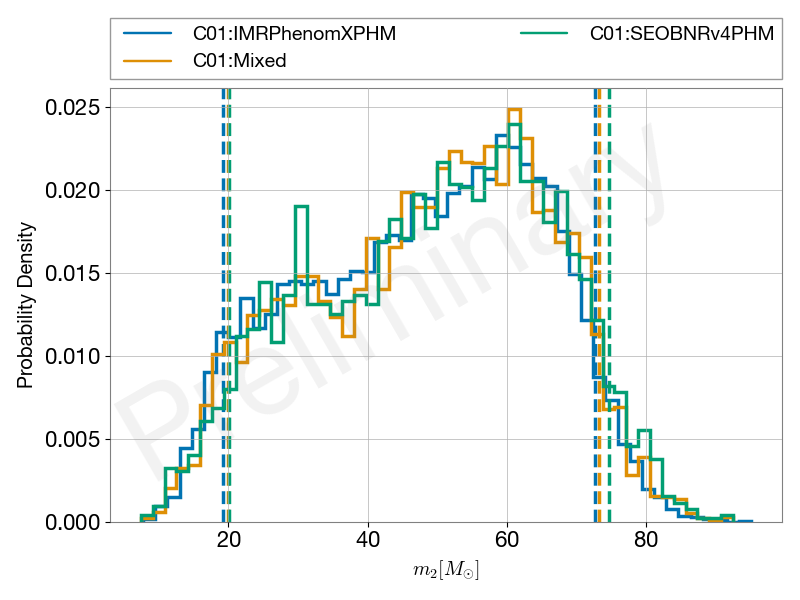 C01:IMRPhenomXPHM
C01:Mixed
C01:SEOBNRv4PHM
0.025
0.020
0.015
0.010
0.005
0.000
Probability Density
Preliminary
20 40 60 80
m₂[M⊙]